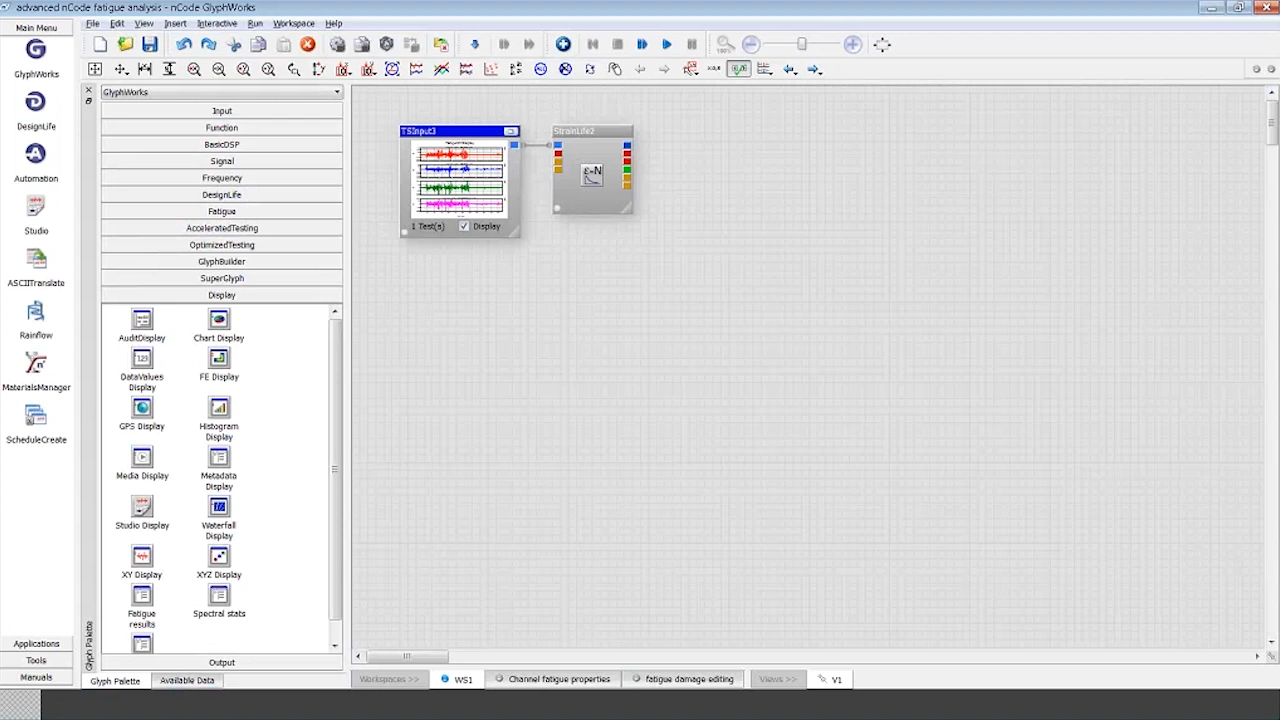 advanced nCode fatigue analysis - nCode GlyphWorks
Main Menu
File Edit View Insert Interactive Run Workspace Help
GlyphWorks
DesignLife
Automation
Studio
ASCIITranslate
Rainflow
MaterialsManager
ScheduleCreate
Applications
Tools
Manuals
GlyphWorks
Input
Function
BasicDSP
Signal
Frequency
DesignLife
Fatigue
AcceleratedTesting
OptimizedTesting
GlyphBuilder
SuperGlyph
Display
AuditDisplay
Chart Display
DataValues
Display
FE Display
GPS Display
Histogram
Display
Media Display
Metadata
Display
Studio Display
Waterfall
Display
XY Display
XYZ Display
Fatigue
results
Spectral stats
Output
Glyph Palette
Glyph Palette
Available Data
TSInput3
1 Test(s)
Display
StrainLife2
ε-N
Workspaces >>
WS1
Channel fatigue properties
fatigue damage editing
Views >>
V1